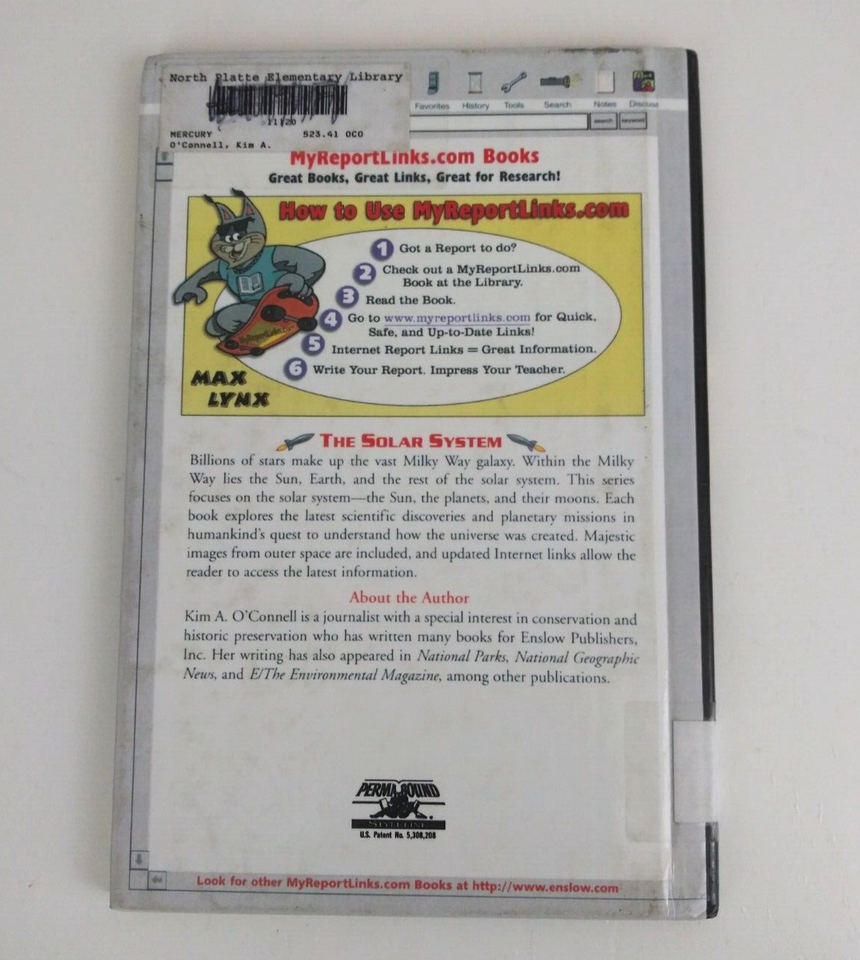 North Platte Elementary Library
11120
MERCURY 523.41 OCO
O'Connell, Kim A.
Favorites History Tools Search Notes Discuss
search keyword
MyReportLinks.com Books
Great Books, Great Links, Great for Research!
How to Use MyReportLinks.com
1 Got a Report to do?
2 Check out a MyReportLinks.com
Book at the Library.
3 Read the Book.
4 Go to www.myreportlinks.com for Quick,
Safe, and Up-to-Date Links!
5 Internet Report Links = Great Information.
6 Write Your Report. Impress Your Teacher.
MyReportLinks.com
MAX
LYNX
THE SOLAR SYSTEM
Billions of stars make up the vast Milky Way galaxy. Within the Milky
Way lies the Sun, Earth, and the rest of the solar system. This series
focuses on the solar system—the Sun, the planets, and their moons. Each
book explores the latest scientific discoveries and planetary missions in
humankind's quest to understand how the universe was created. Majestic
images from outer space are included, and updated Internet links allow the
reader to access the latest information.
About the Author
Kim A. O'Connell is a journalist with a special interest in conservation and
historic preservation who has written many books for Enslow Publishers,
Inc. Her writing has also appeared in National Parks, National Geographic
News, and E/The Environmental Magazine, among other publications.
PERMA-BOUND
U.S. Patent No. 5,308,208
Look for other MyReportLinks.com Books at http://www.enslow.com